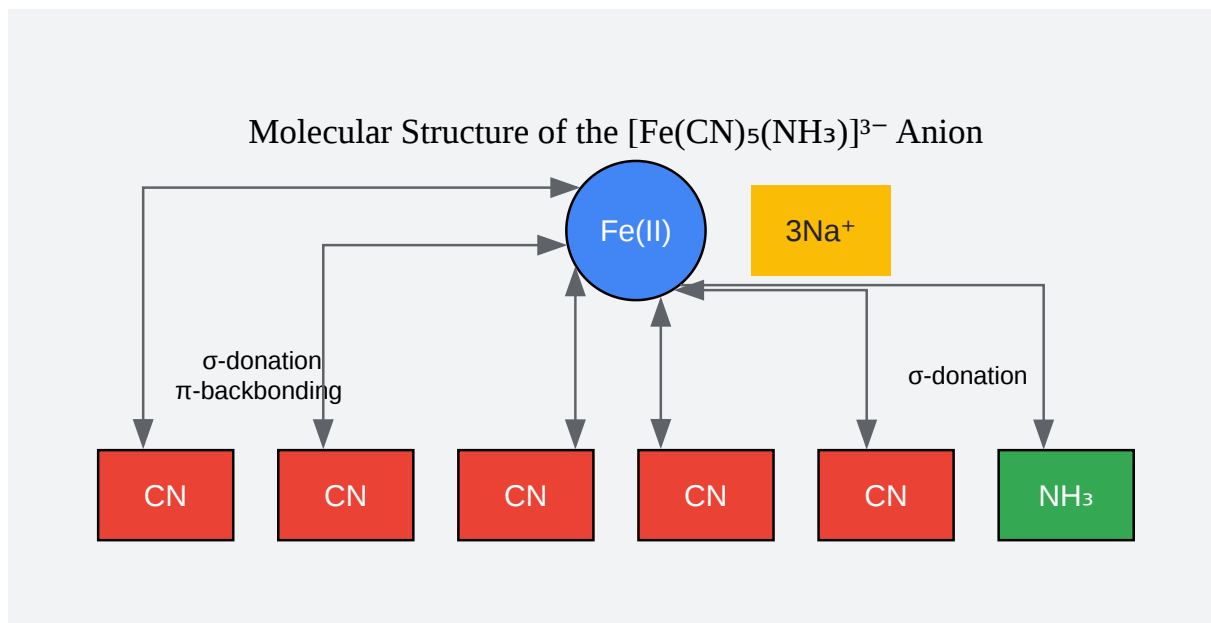 Molecular Structure of the [Fe(CN)₅(NH₃)]³⁻ Anion
Fe(II)
3Na⁺
σ-donation
π-backbonding
σ-donation
CN
CN
CN
CN
CN
NH₃